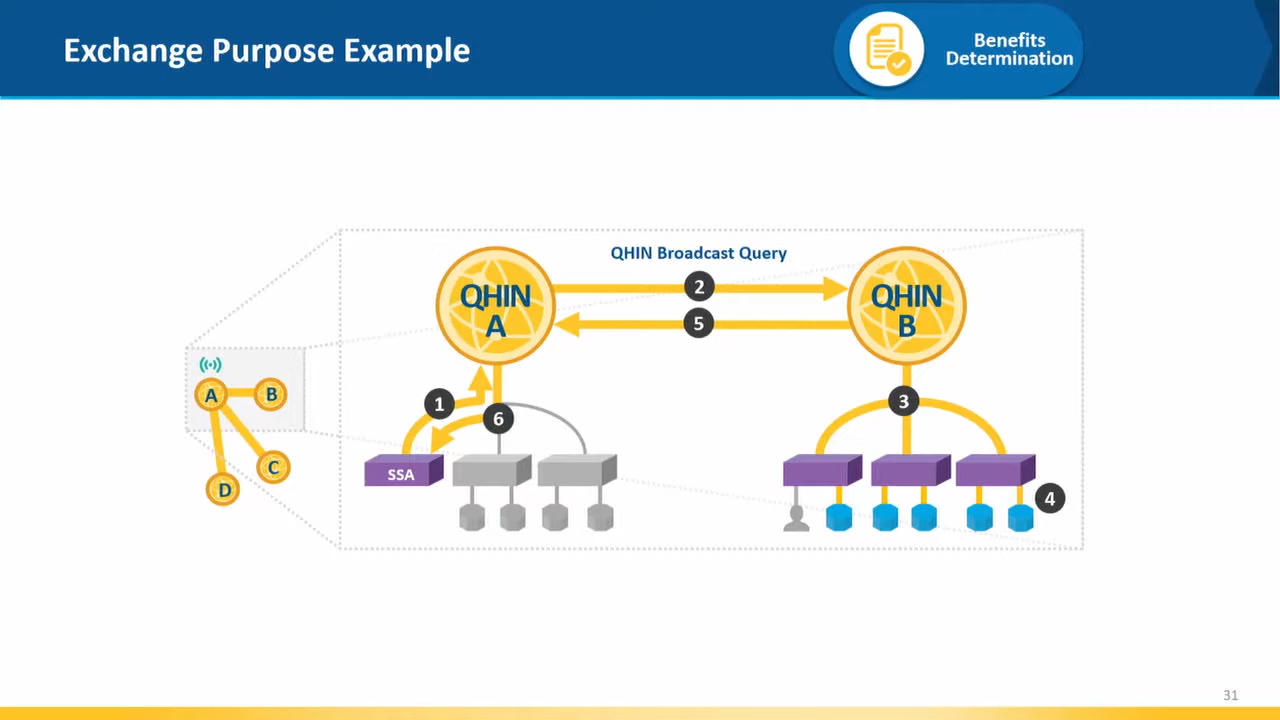 Exchange Purpose Example
Benefits
Determination
QHIN Broadcast Query
QHIN
A
2
5
QHIN
B
A
B
C
D
1
6
SSA
3
4
31